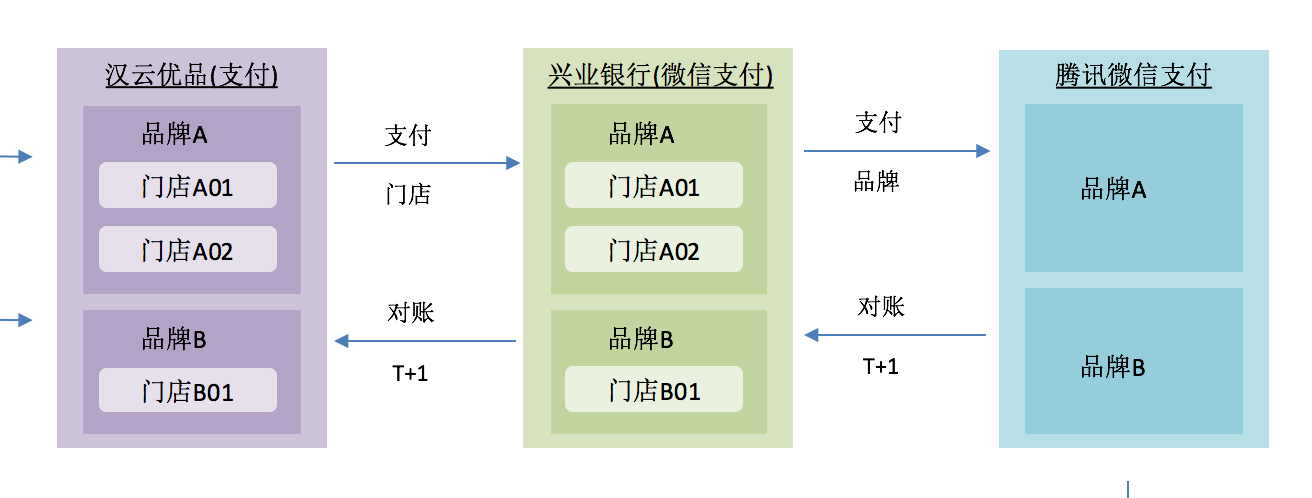 汉云优品(支付)
品牌A
门店A01
门店A02
品牌B
门店B01
支付
门店
对账
T+1
兴业银行(微信支付)
品牌A
门店A01
门店A02
品牌B
门店B01
支付
品牌
对账
T+1
腾讯微信支付
品牌A
品牌B